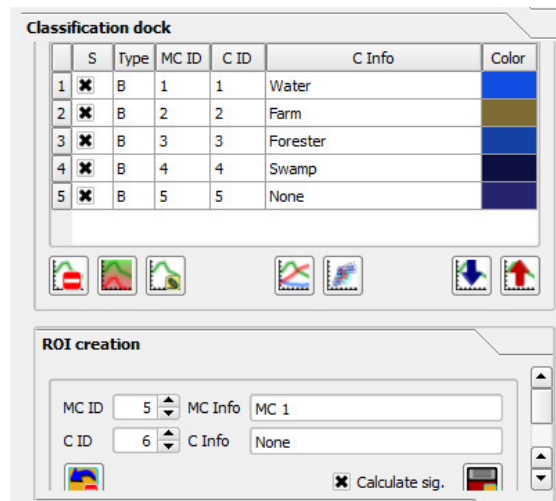 Classification dock
S Type MC ID C ID C Info Color
1 B 1 1 Water
2 B 2 2 Farm
3 B 3 3 Forester
4 B 4 4 Swamp
5 B 5 5 None
ROI creation
MC ID 5 MC Info MC 1
C ID 6 C Info None
Calculate sig.